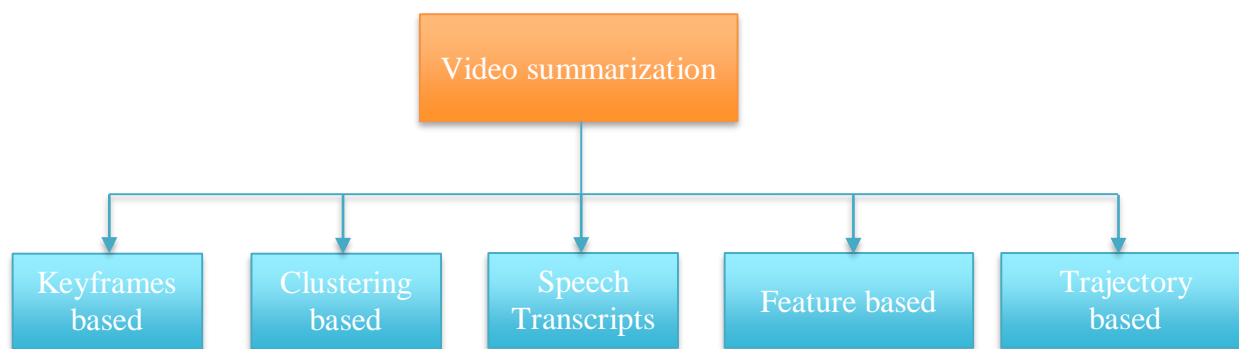 Video summarization
Keyframes
based
Clustering
based
Speech
Transcripts
Feature based
Trajectory
based